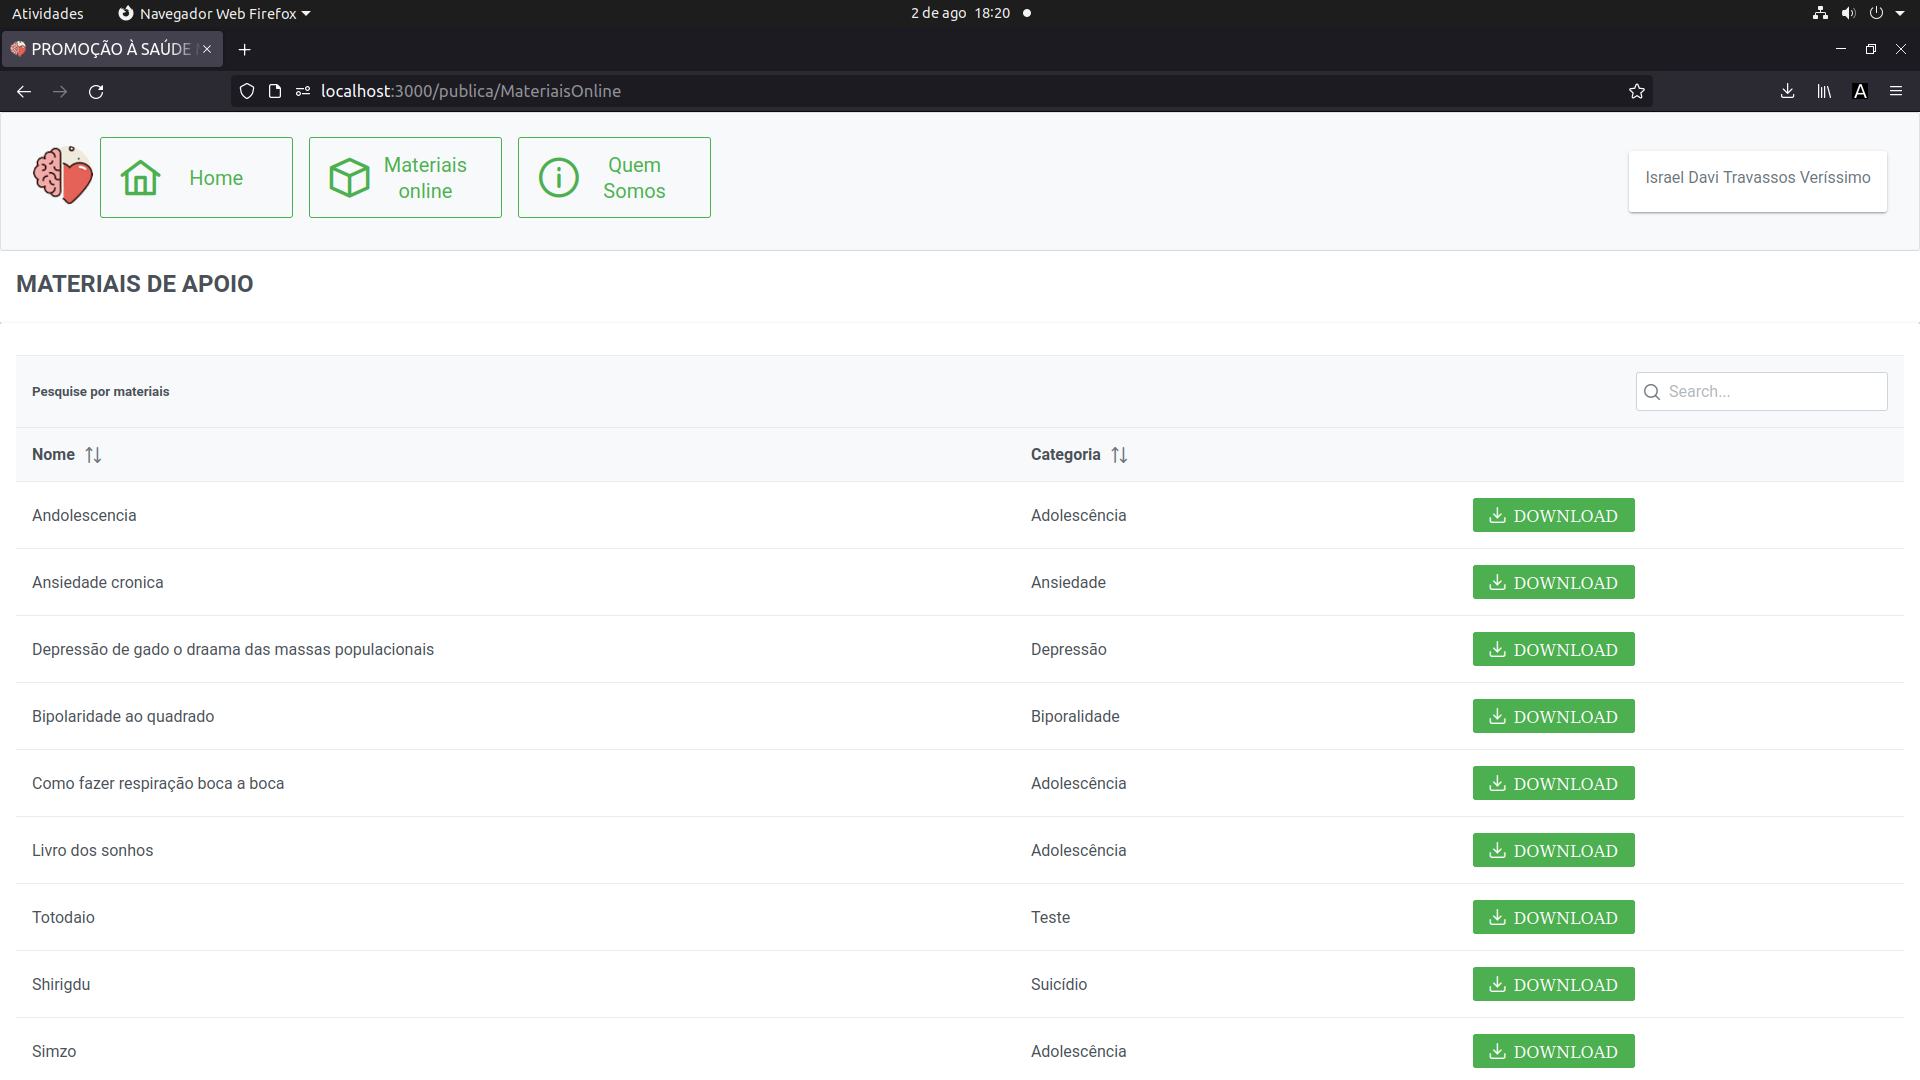 Atividades Navegador Web Firefox 2 de ago 18:20
PROMOÇÃO À SAÚDE
localhost:3000/publica/MateriaisOnline
Home
Materiais
online
Quem
Somos
Israel Davi Travassos Veríssimo
MATERIAIS DE APOIO
Pesquise por materiais Search...
Nome Categoria
Andolescencia Adolescência DOWNLOAD
Ansiedade cronica Ansiedade DOWNLOAD
Depressão de gado o draama das massas populacionais Depressão DOWNLOAD
Bipolaridade ao quadrado Biporalidade DOWNLOAD
Como fazer respiração boca a boca Adolescência DOWNLOAD
Livro dos sonhos Adolescência DOWNLOAD
Totodaio Teste DOWNLOAD
Shirigdu Suicídio DOWNLOAD
Simzo Adolescência DOWNLOAD